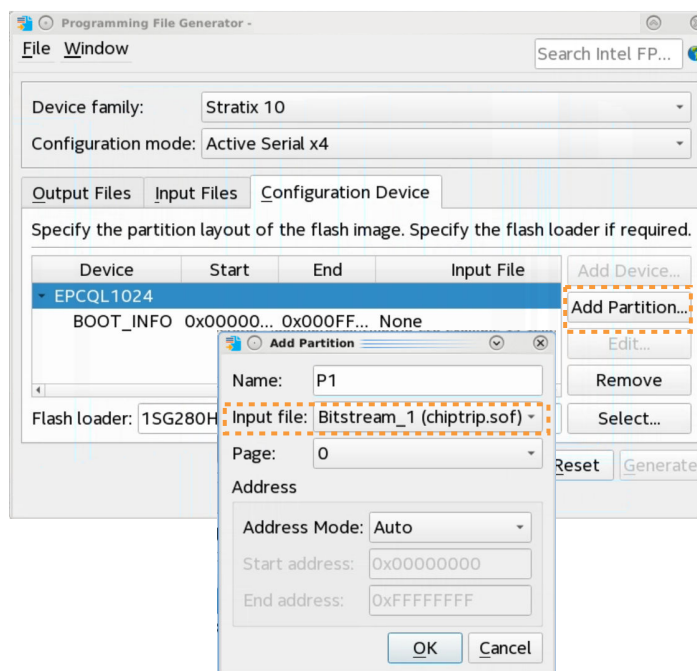 Programming File Generator -
File Window
Search Intel FP...
Device family: Stratix 10
Configuration mode: Active Serial x4
Output Files Input Files Configuration Device
Specify the partition layout of the flash image. Specify the flash loader if required.
Device Start End Input File
Add Device...
EPCQL1024
Add Partition...
BOOT_INFO 0x00000... 0x000FF... None
Edit...
Remove
Flash loader: 1SG280H
Select...
Reset Generate
Add Partition
Name: P1
Input file: Bitstream_1 (chiptrip.sof)
Page: 0
Address
Address Mode: Auto
Start address: 0x00000000
End address: 0xFFFFFFFF
OK Cancel